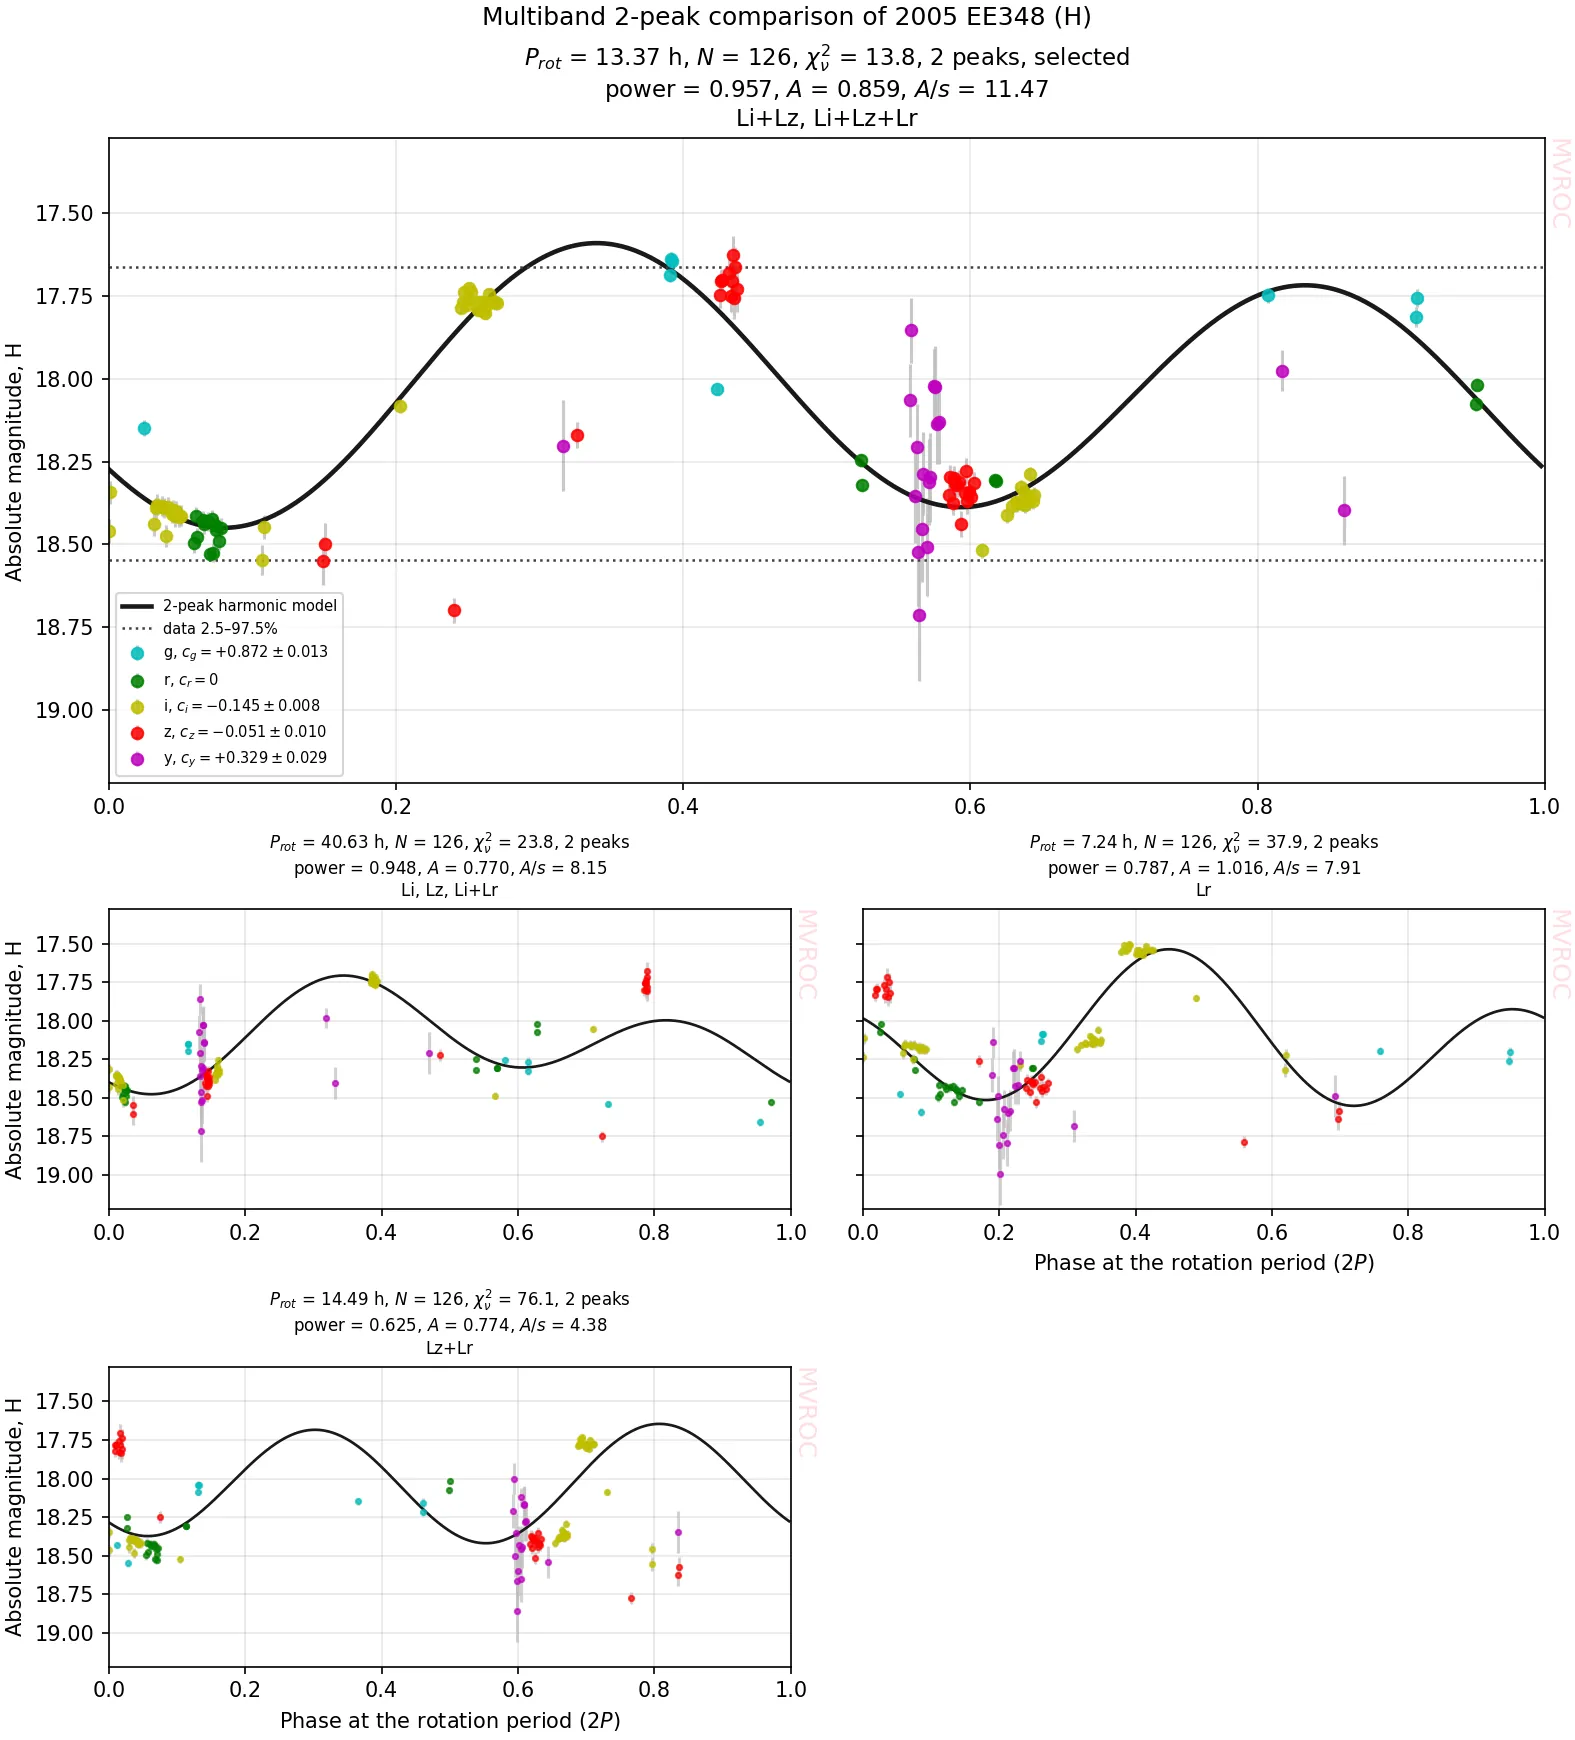 Multiband 2-peak comparison of 2005 EE348 (H)
P_rot = 13.37 h, N = 126, χ²_ν = 13.8, 2 peaks, selected
power = 0.957, A = 0.859, A/s = 11.47
Li+Lz, Li+Lz+Lr
MVROC
Absolute magnitude, H
17.50
17.75
18.00
18.25
18.50
18.75
19.00
2-peak harmonic model
data 2.5–97.5%
g, c_g = +0.872 ± 0.013
r, c_r = 0
i, c_i = −0.145 ± 0.008
z, c_z = −0.051 ± 0.010
y, c_y = +0.329 ± 0.029
0.0 0.2 0.4 0.6 0.8 1.0
P_rot = 40.63 h, N = 126, χ²_ν = 23.8, 2 peaks
power = 0.948, A = 0.770, A/s = 8.15
Li, Lz, Li+Lr
MVROC
Absolute magnitude, H
17.50
17.75
18.00
18.25
18.50
18.75
19.00
0.0 0.2 0.4 0.6 0.8 1.0
P_rot = 7.24 h, N = 126, χ²_ν = 37.9, 2 peaks
power = 0.787, A = 1.016, A/s = 7.91
Lr
MVROC
0.0 0.2 0.4 0.6 0.8 1.0
Phase at the rotation period (2P)
P_rot = 14.49 h, N = 126, χ²_ν = 76.1, 2 peaks
power = 0.625, A = 0.774, A/s = 4.38
Lz+Lr
MVROC
Absolute magnitude, H
17.50
17.75
18.00
18.25
18.50
18.75
19.00
0.0 0.2 0.4 0.6 0.8 1.0
Phase at the rotation period (2P)